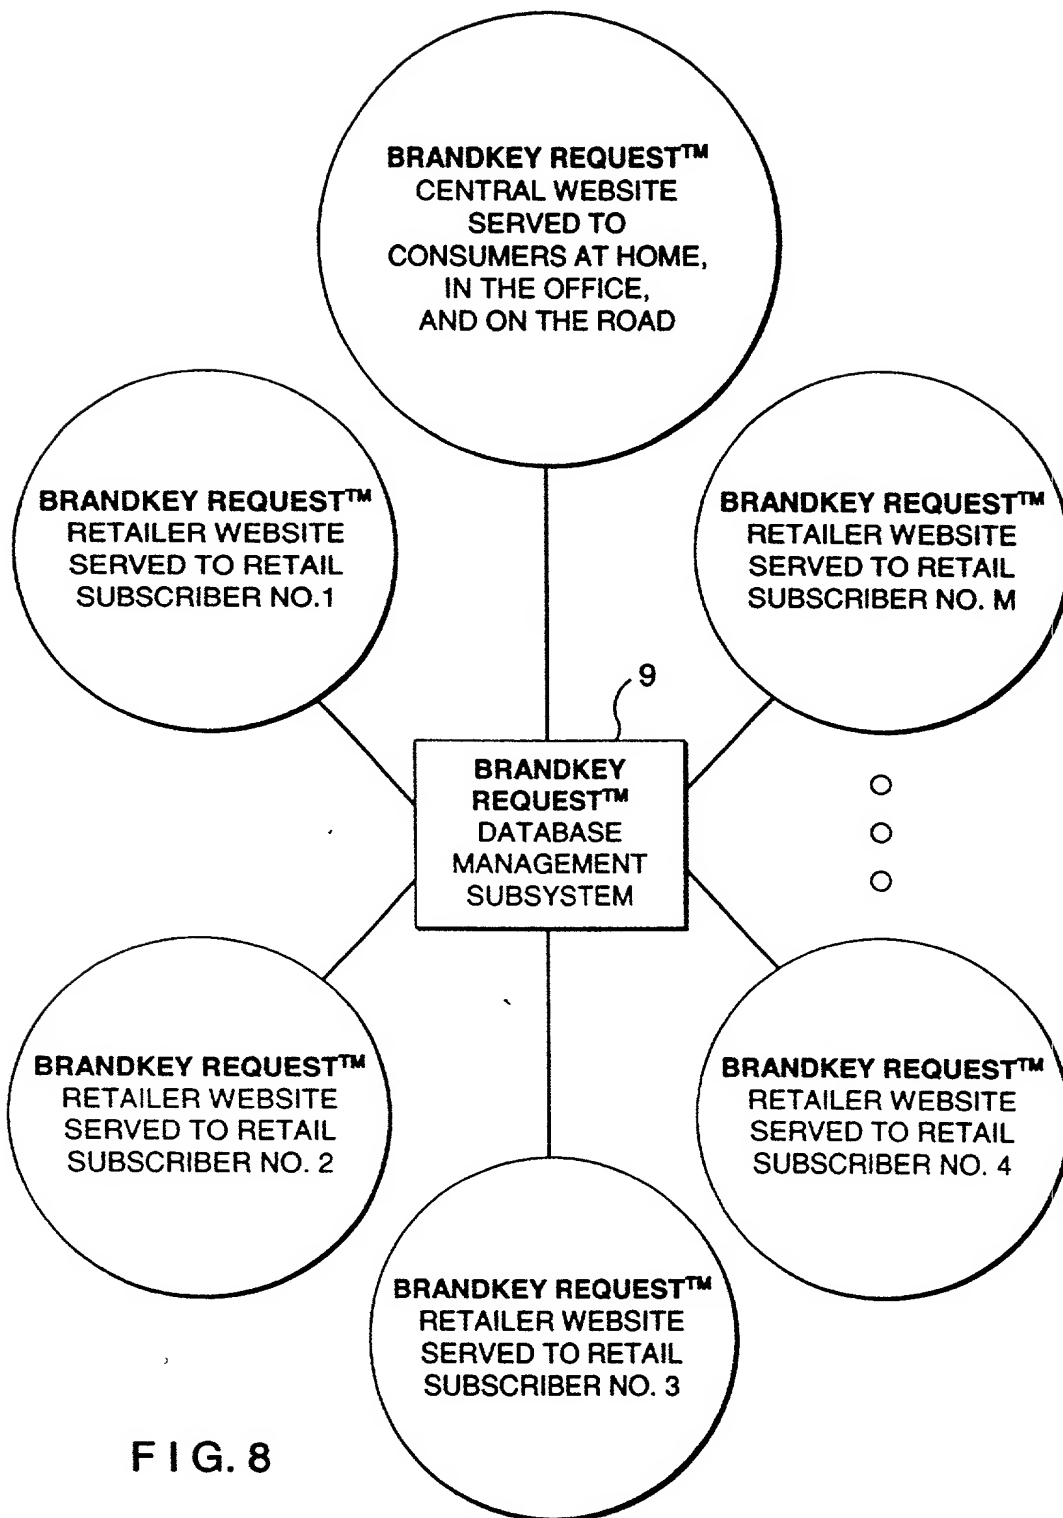 BRANDKEY REQUEST™
CENTRAL WEBSITE
SERVED TO
CONSUMERS AT HOME,
IN THE OFFICE,
AND ON THE ROAD
BRANDKEY REQUEST™
RETAILER WEBSITE
SERVED TO RETAIL
SUBSCRIBER NO.1
BRANDKEY REQUEST™
RETAILER WEBSITE
SERVED TO RETAIL
SUBSCRIBER NO. M
9
BRANDKEY
REQUEST™
DATABASE
MANAGEMENT
SUBSYSTEM
BRANDKEY REQUEST™
RETAILER WEBSITE
SERVED TO RETAIL
SUBSCRIBER NO. 2
BRANDKEY REQUEST™
RETAILER WEBSITE
SERVED TO RETAIL
SUBSCRIBER NO. 4
BRANDKEY REQUEST™
RETAILER WEBSITE
SERVED TO RETAIL
SUBSCRIBER NO. 3
FIG. 8